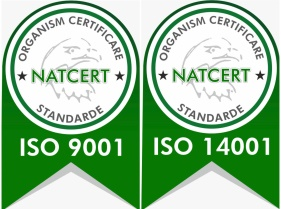 ORGANISM CERTIFICARE
NATCERT
STANDARDE
ISO 9001
ORGANISM CERTIFICARE
NATCERT
STANDARDE
ISO 14001